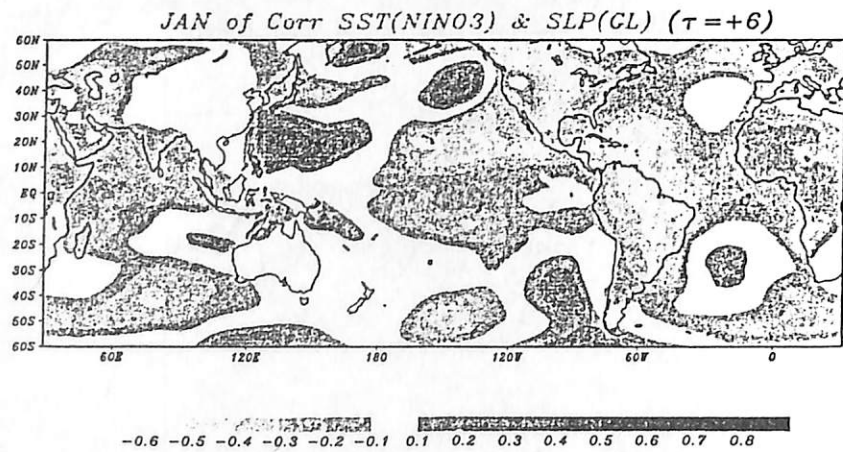 JAN of Corr SST(NINO3) & SLP(GL) (τ=+6)
60N
50N
40N
30N
20N
10N
EQ
10S
20S
30S
40S
50S
60S
60E 120E 180 120W 60W 0
-0.6 -0.5 -0.4 -0.3 -0.2 -0.1 0.1 0.2 0.3 0.4 0.5 0.6 0.7 0.8